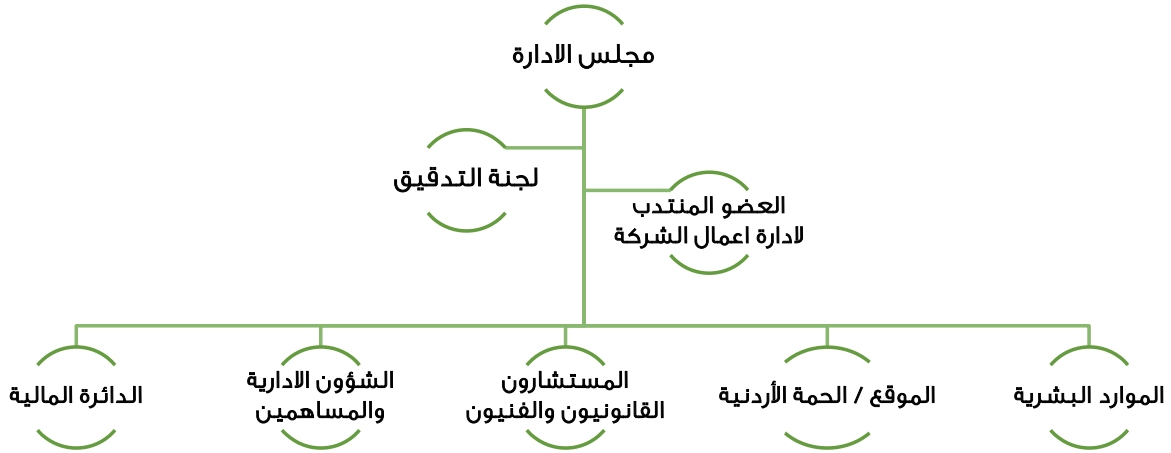 مجلس الادارة
لجنة التدقيق
العضو المنتدب
لادارة اعمال الشركة
الموارد البشرية
الموقع / الحمة الأردنية
المستشارون
القانونيون والفنيون
الشؤون الادارية
والمساهمين
الدائرة المالية